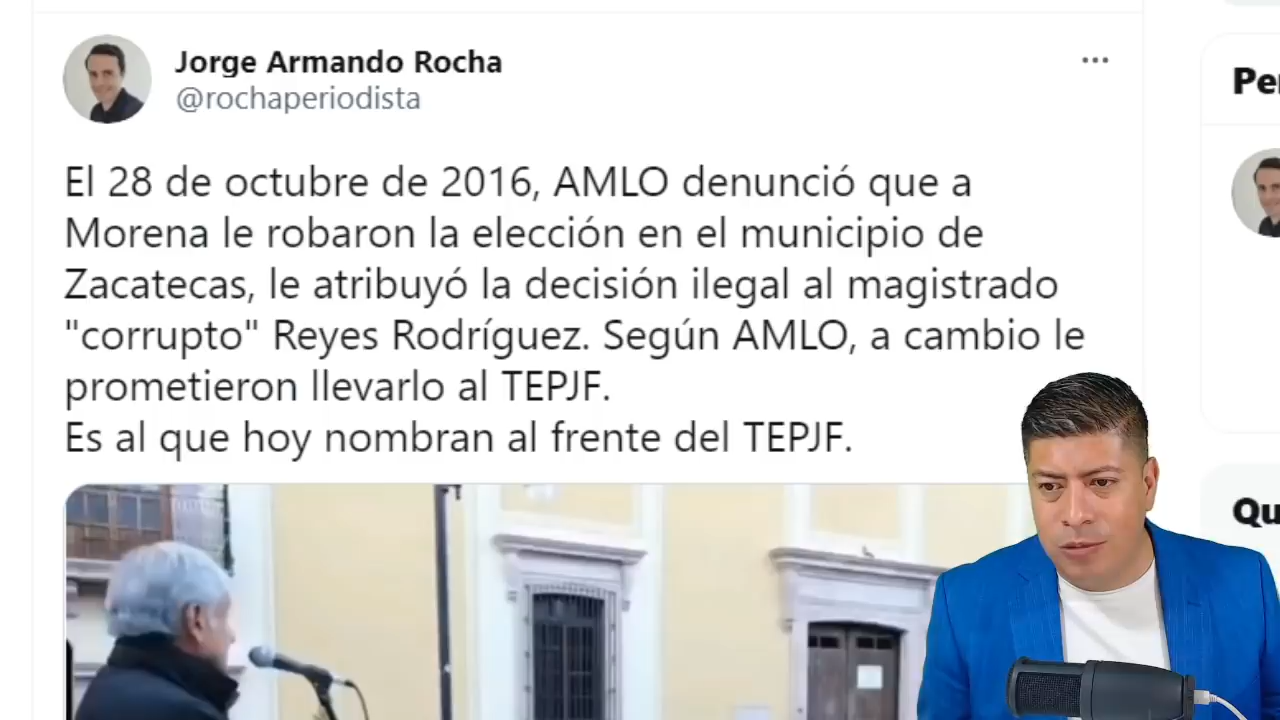 Jorge Armando Rocha
@rochaperiodista
El 28 de octubre de 2016, AMLO denunció que a
Morena le robaron la elección en el municipio de
Zacatecas, le atribuyó la decisión ilegal al magistrado
"corrupto" Reyes Rodríguez. Según AMLO, a cambio le
prometieron llevarlo al TEPJF.
Es al que hoy nombran al frente del TEPJF.